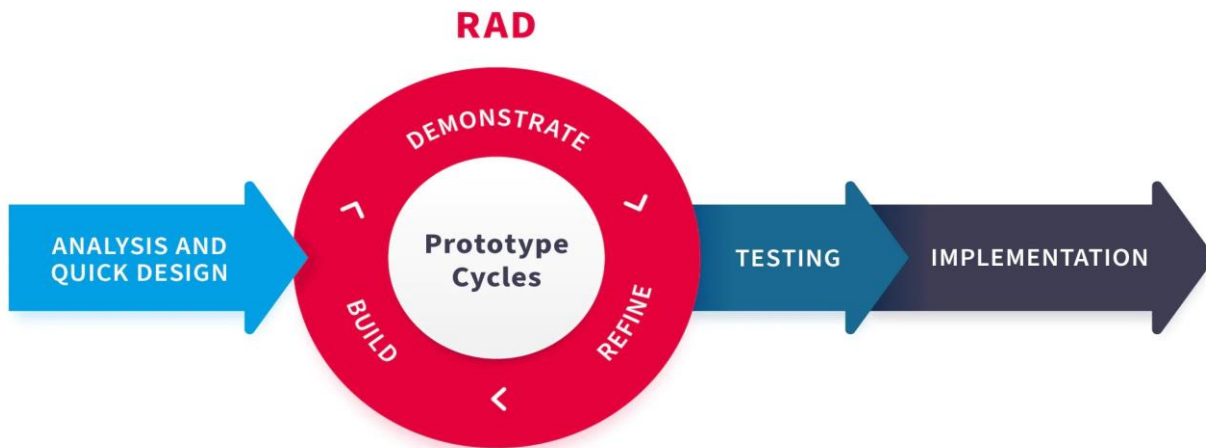 RAD
ANALYSIS AND
QUICK DESIGN
DEMONSTRATE
REFINE
BUILD
Prototype
Cycles
TESTING
IMPLEMENTATION